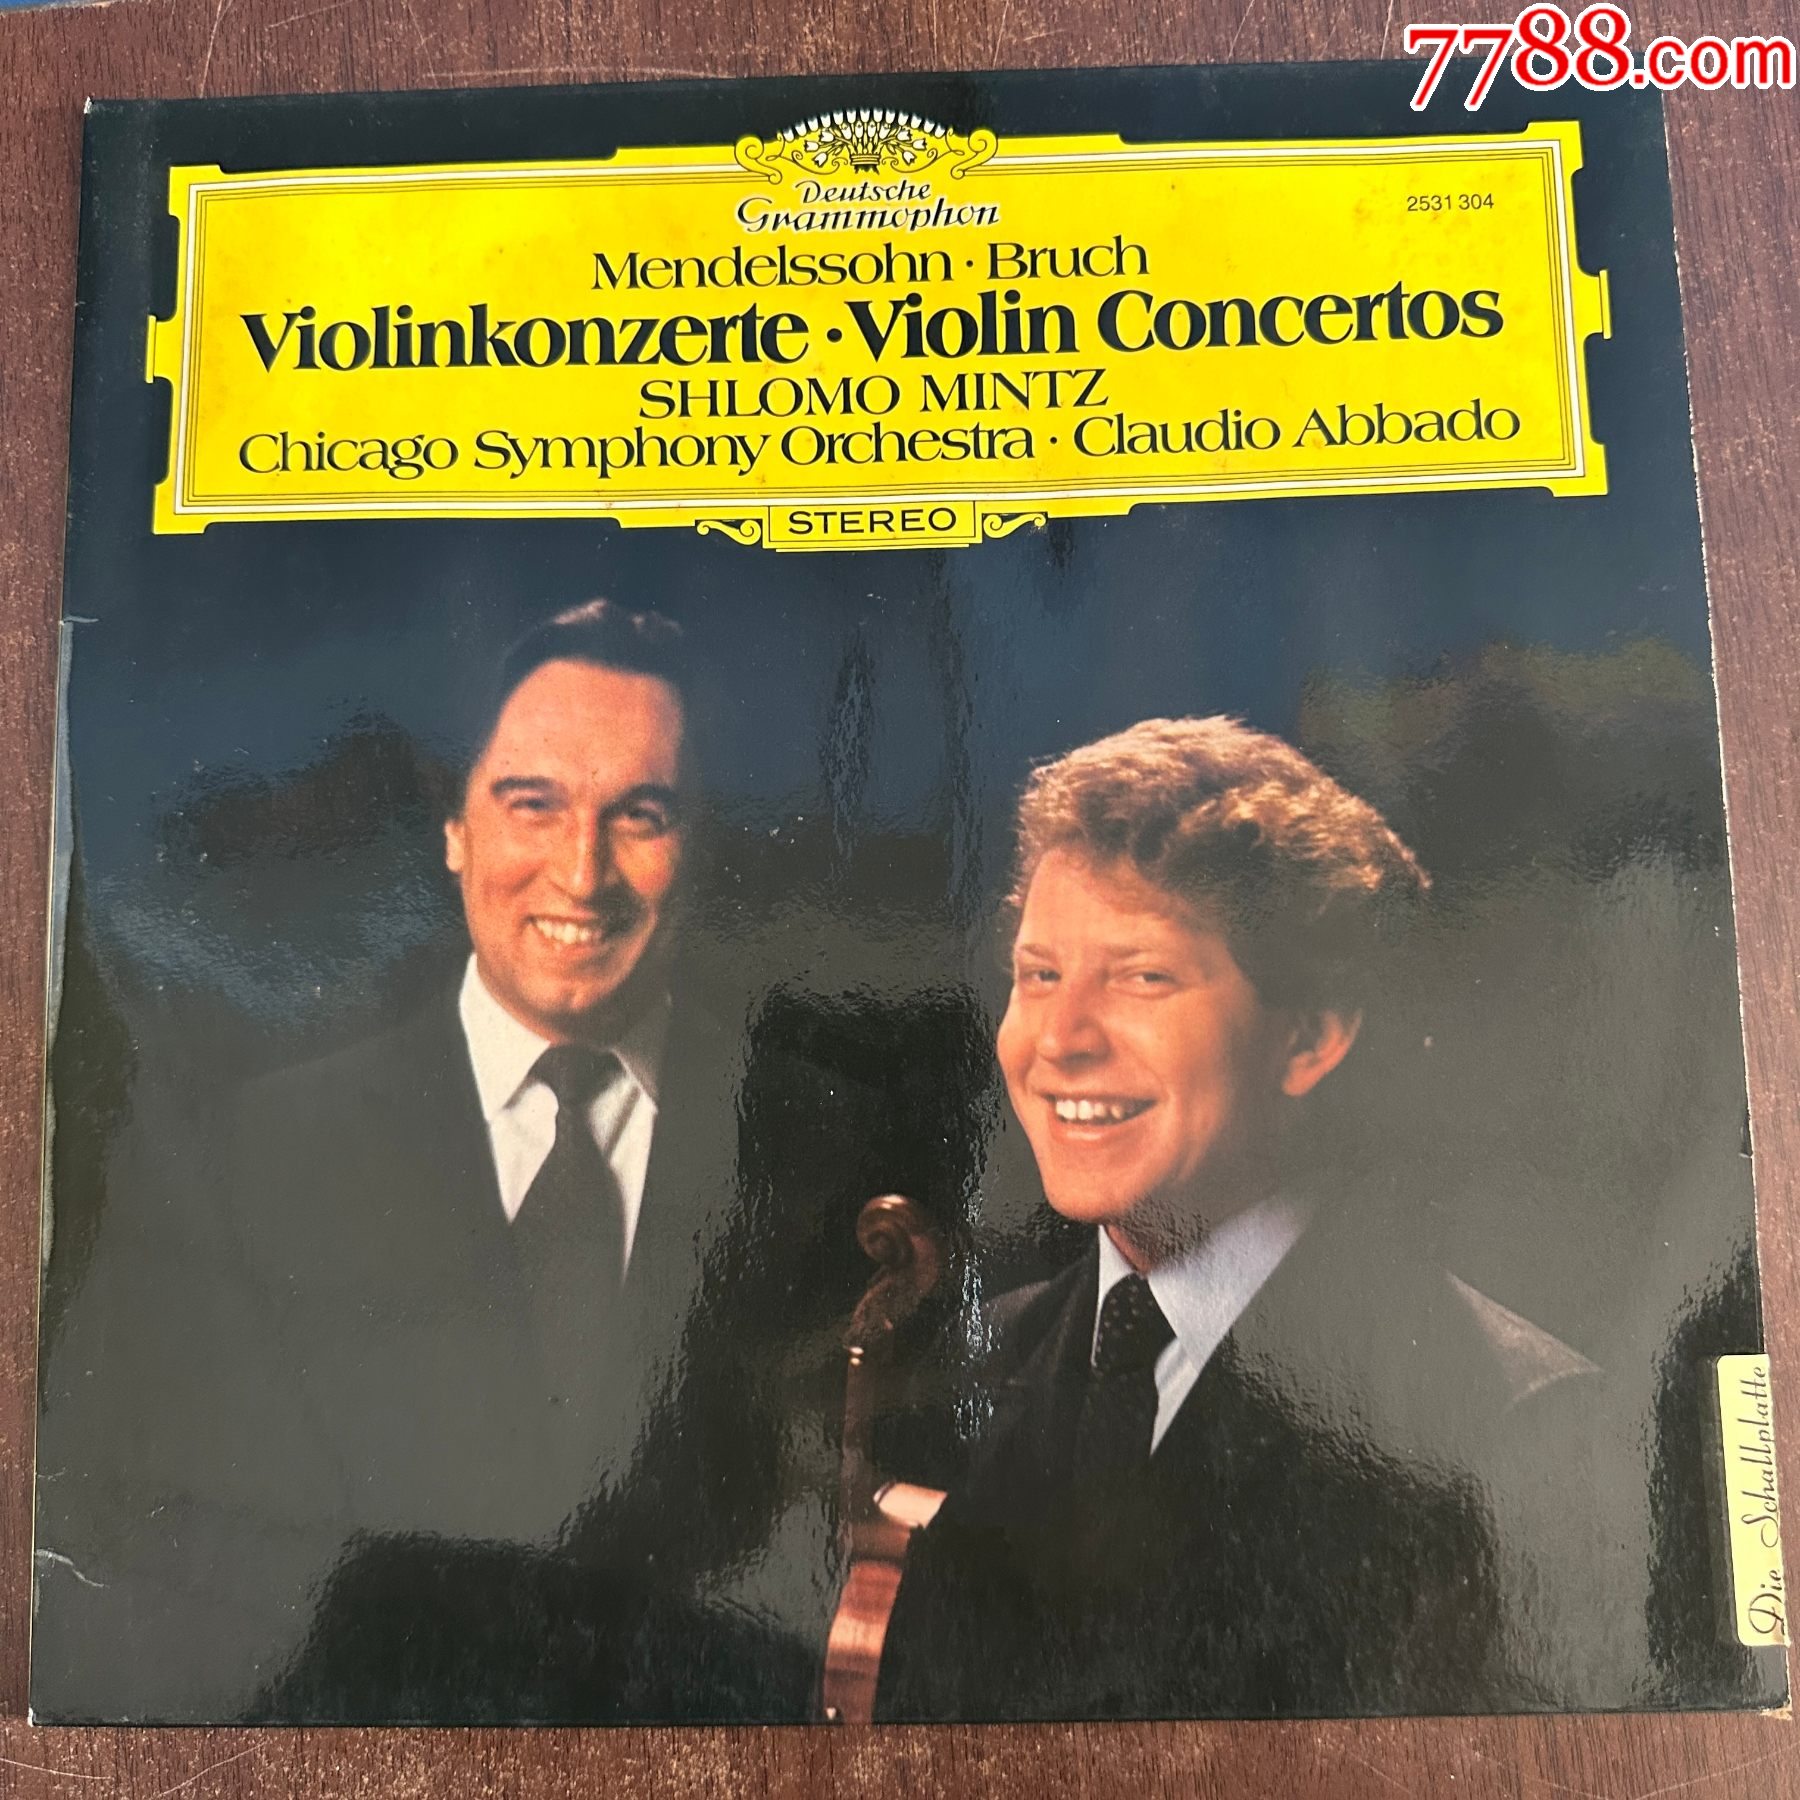 7788.com
Deutsche
Grammophon
2531 304
Mendelssohn · Bruch
Violinkonzerte · Violin Concertos
SHLOMO MINTZ
Chicago Symphony Orchestra · Claudio Abbado
STEREO
Die Schallplatte